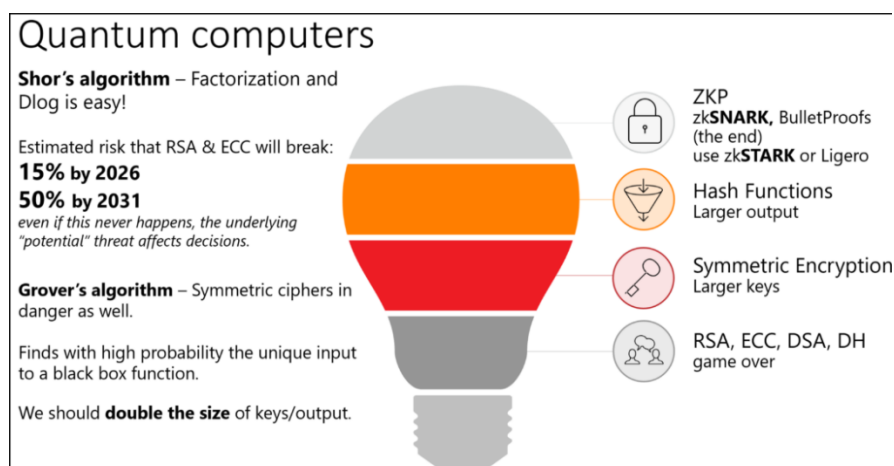 Quantum computers
Shor's algorithm – Factorization and
Dlog is easy!
Estimated risk that RSA & ECC will break:
15% by 2026
50% by 2031
even if this never happens, the underlying
"potential" threat affects decisions.
Grover's algorithm – Symmetric ciphers in
danger as well.
Finds with high probability the unique input
to a black box function.
We should double the size of keys/output.
ZKP
zkSNARK, BulletProofs
(the end)
use zkSTARK or Ligero
Hash Functions
Larger output
Symmetric Encryption
Larger keys
RSA, ECC, DSA, DH
game over